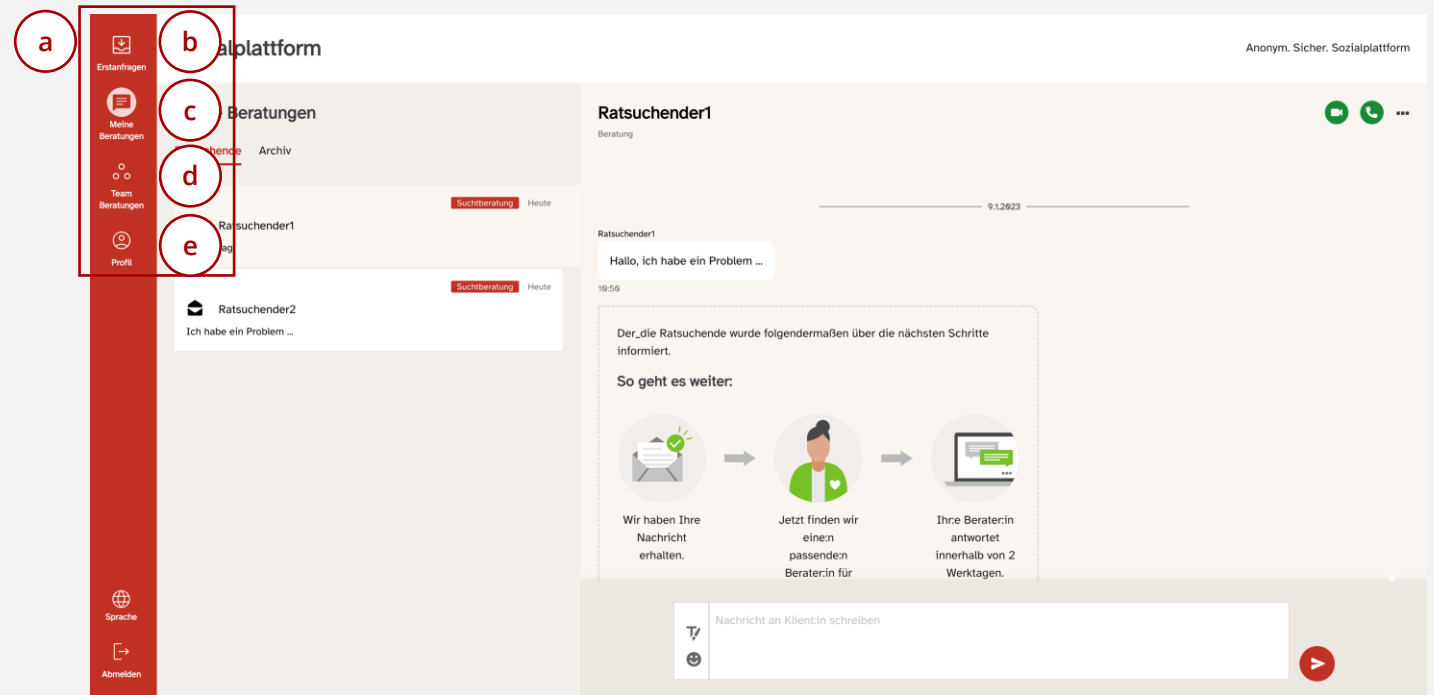 a
b
c
d
e
Erstanfragen
Meine
Beratungen
Team
Beratungen
Profil
Sprache
Abmelden
alplattform
Anonym. Sicher. Sozialplattform
Beratungen
Archiv
Suchtberatung Heute
Ratsuchender1
Suchtberatung Heute
Ratsuchender2
Ich habe ein Problem ...
Ratsuchender1
Beratung
9.1.2023
Ratsuchender1
Hallo, ich habe ein Problem ...
10:50
Der_die Ratsuchende wurde folgendermaßen über die nächsten Schritte
informiert.
So geht es weiter:
Wir haben Ihre
Nachricht
erhalten.
Jetzt finden wir
eine:n
passende:n
Berater:in für
Ihr:e Berater:in
antwortet
innerhalb von 2
Werktagen.
Nachricht an Klient:in schreiben